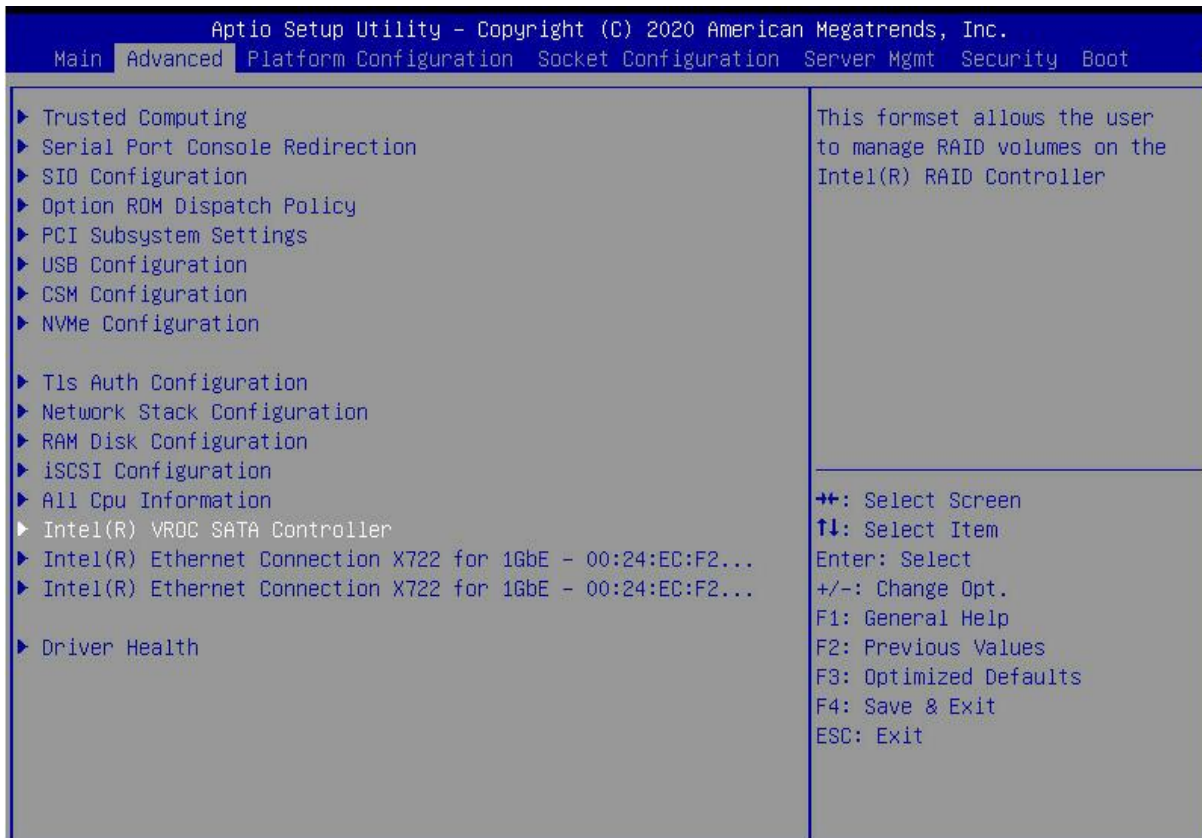 Aptio Setup Utility – Copyright (C) 2020 American Megatrends, Inc.
Main Advanced Platform Configuration Socket Configuration Server Mgmt Security Boot
▶ Trusted Computing
▶ Serial Port Console Redirection
▶ SIO Configuration
▶ Option ROM Dispatch Policy
▶ PCI Subsystem Settings
▶ USB Configuration
▶ CSM Configuration
▶ NVMe Configuration
▶ Tls Auth Configuration
▶ Network Stack Configuration
▶ RAM Disk Configuration
▶ iSCSI Configuration
▶ All Cpu Information
▶ Intel(R) VROC SATA Controller
▶ Intel(R) Ethernet Connection X722 for 1GbE – 00:24:EC:F2...
▶ Intel(R) Ethernet Connection X722 for 1GbE – 00:24:EC:F2...
▶ Driver Health
This formset allows the user
to manage RAID volumes on the
Intel(R) RAID Controller
→←: Select Screen
↑↓: Select Item
Enter: Select
+/-: Change Opt.
F1: General Help
F2: Previous Values
F3: Optimized Defaults
F4: Save & Exit
ESC: Exit